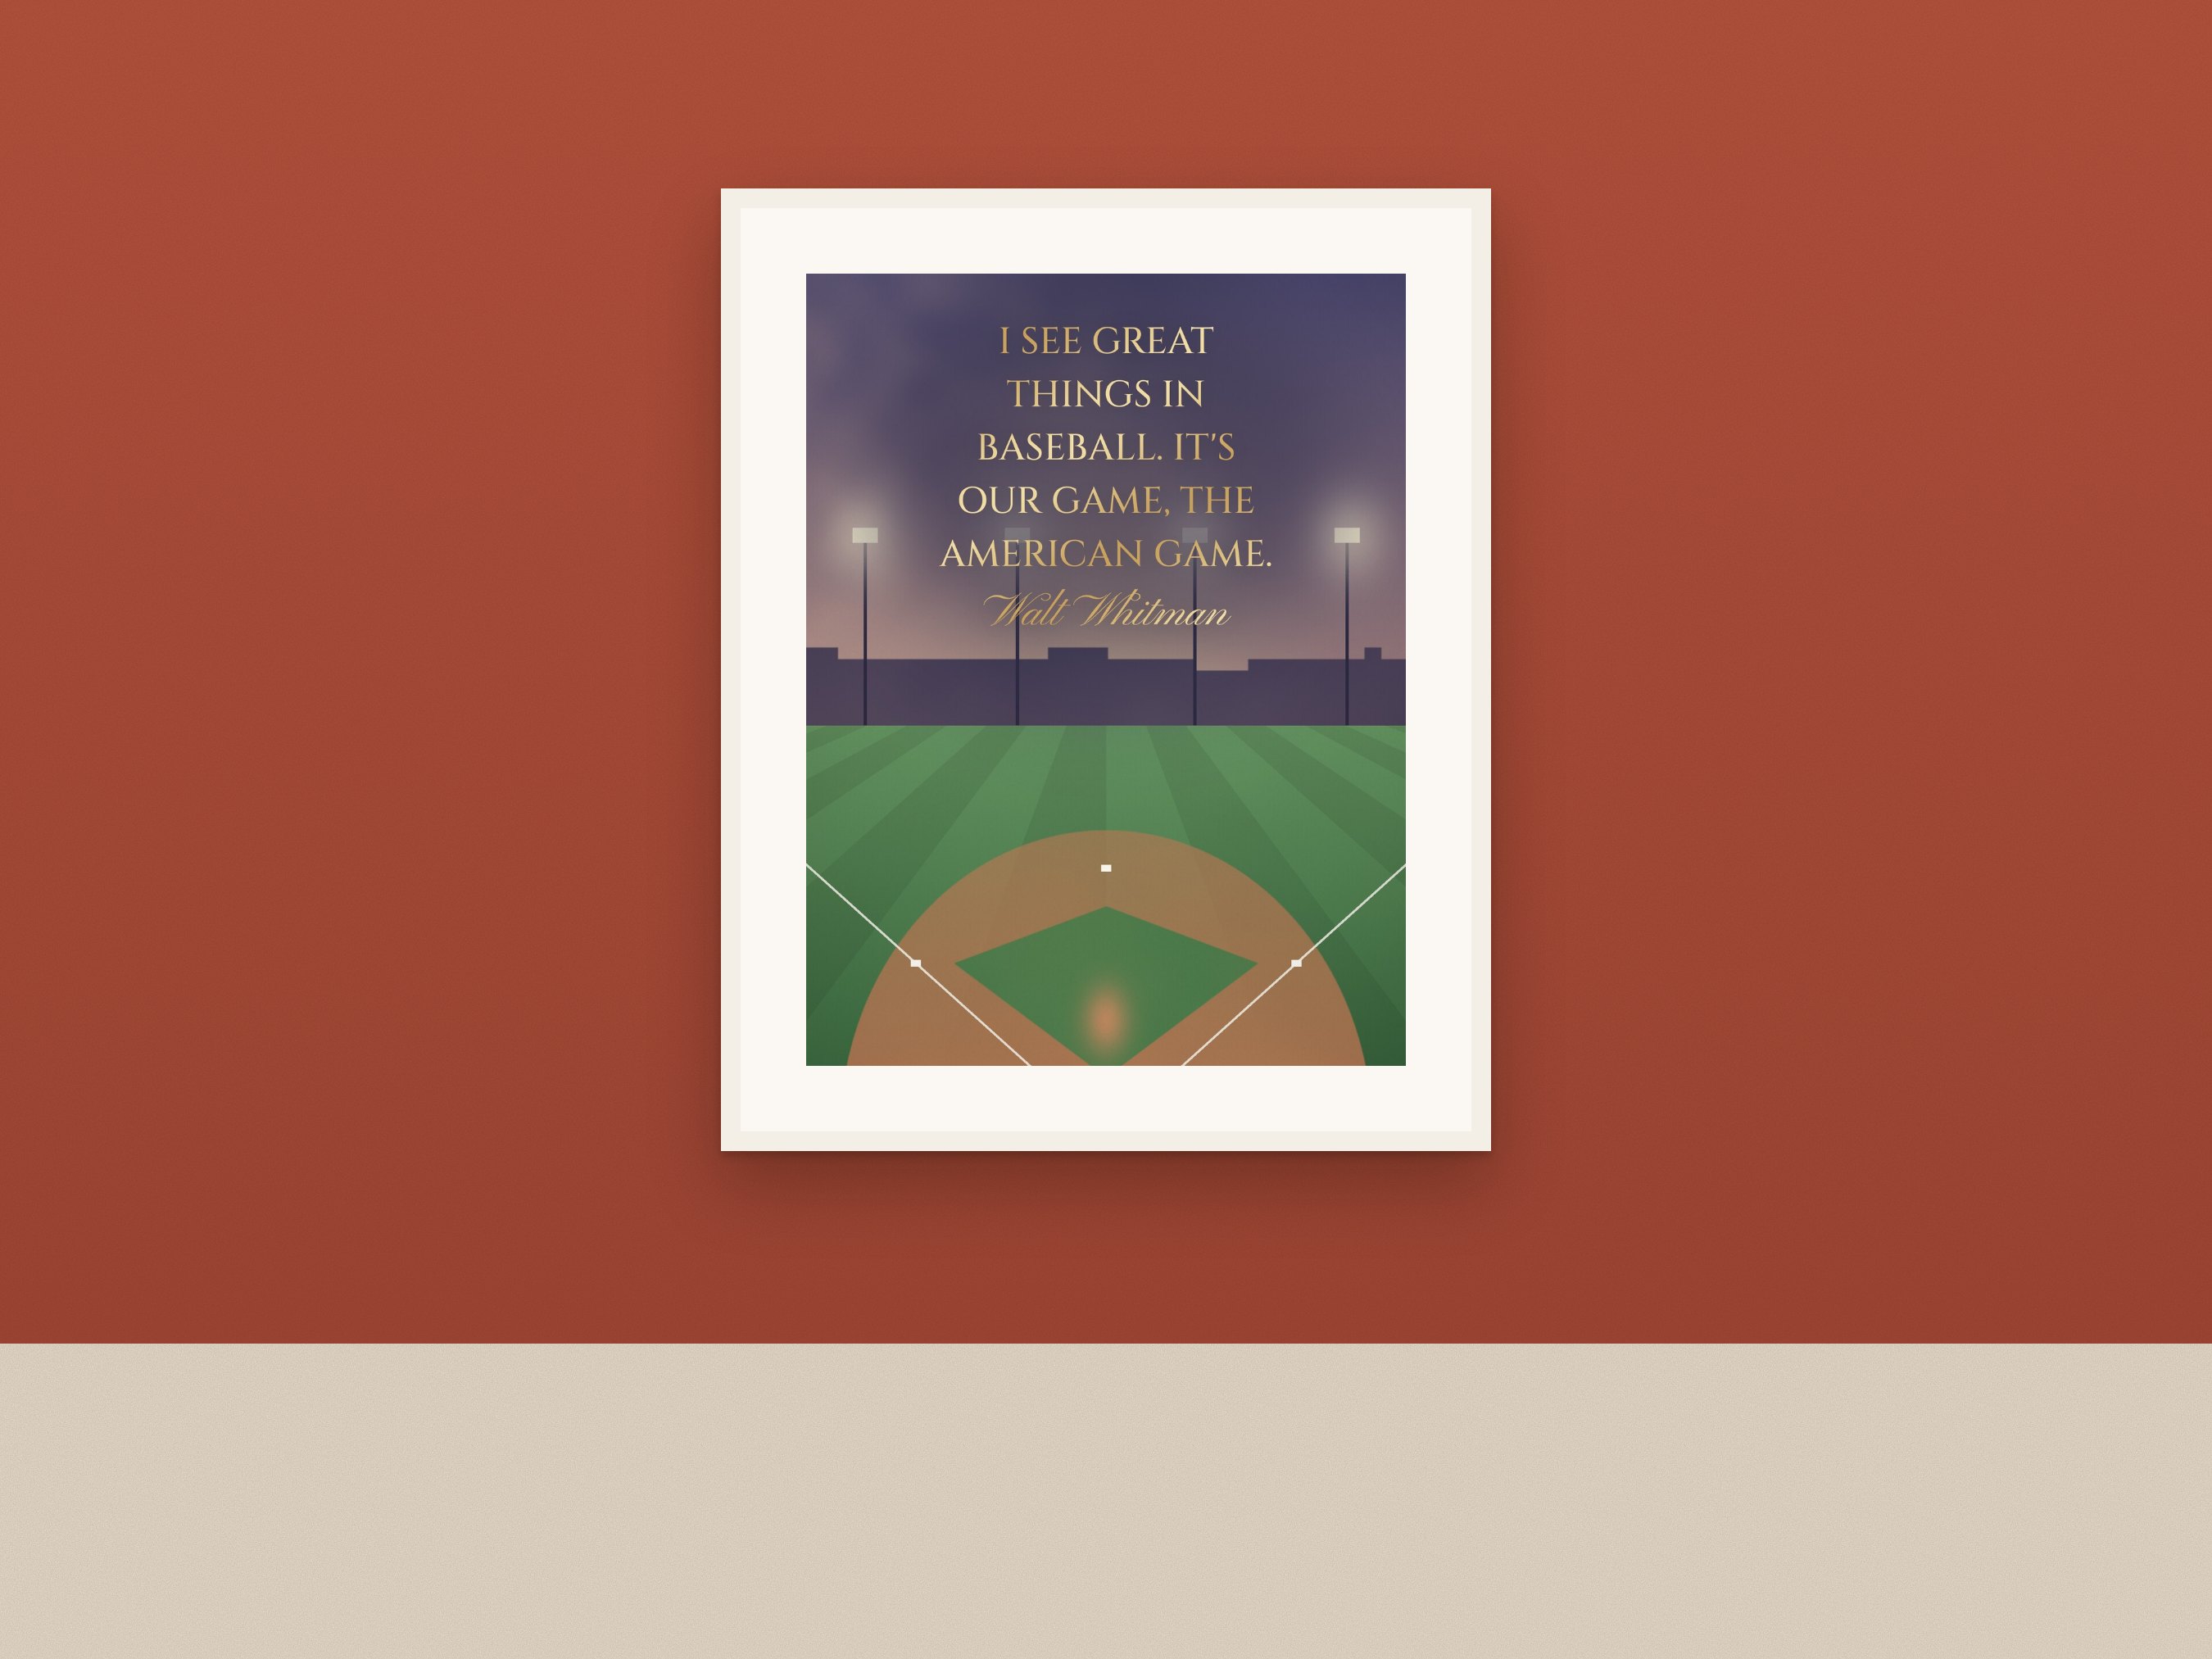 I SEE GREAT
THINGS IN
BASEBALL. IT'S
OUR GAME, THE
AMERICAN GAME.
Walt Whitman